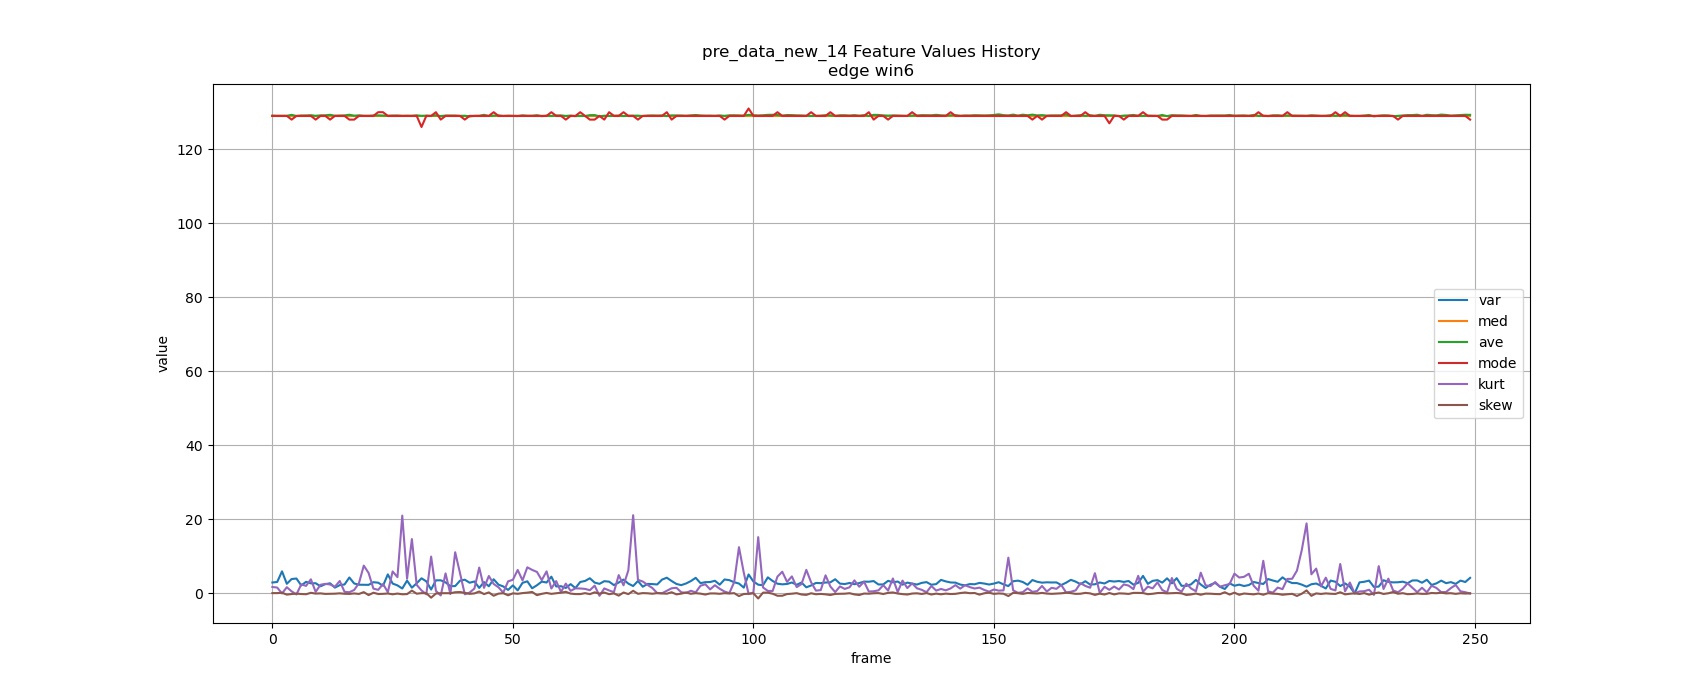 pre_data_new_14 Feature Values History
edge win6
value
120
100
80
60
40
20
0
0
50
100
150
200
250
frame
var
med
ave
mode
kurt
skew